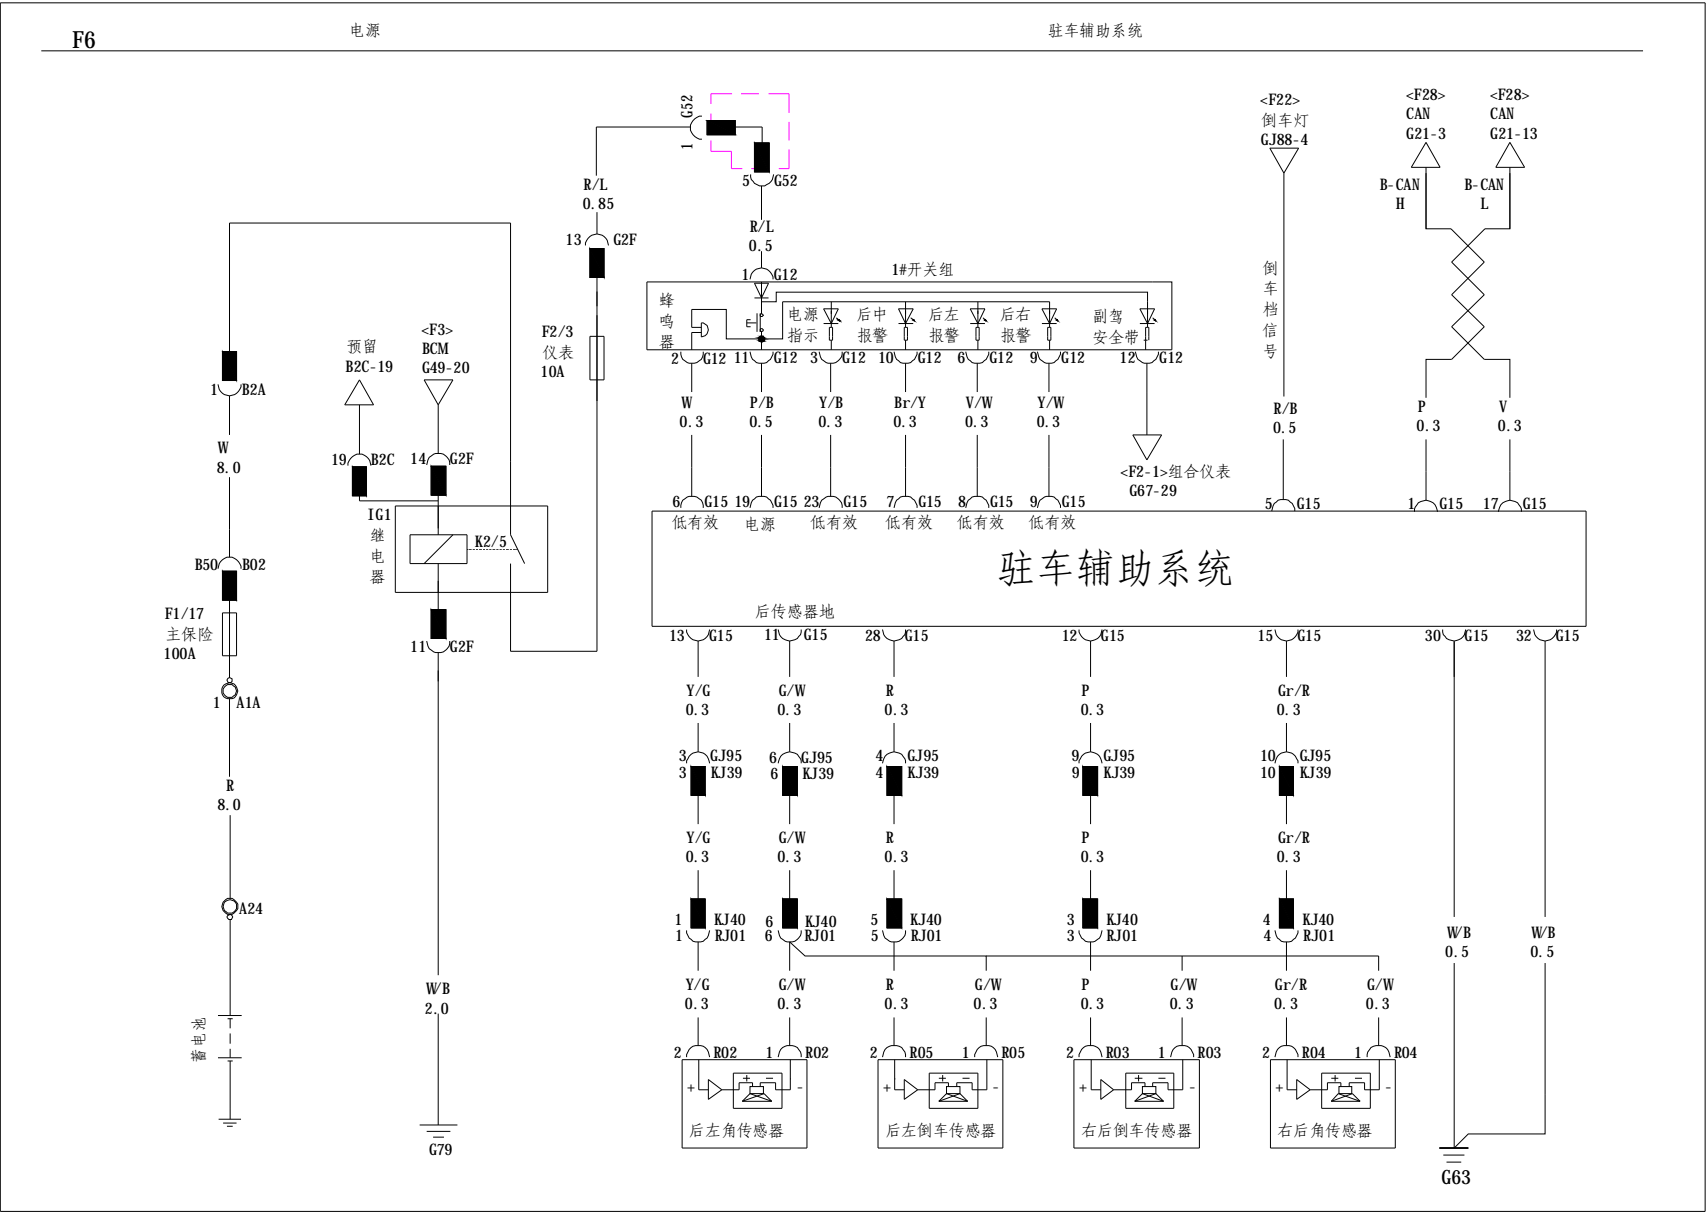 F6
电源
驻车辅助系统
G52
1
5 G52
R/L
0.85
13 G2F
R/L
0.5
1 G12
1#开关组
<F22>
倒车灯
GJ88-4
<F28>
CAN
G21-3
<F28>
CAN
G21-13
B-CAN
H
B-CAN
L
倒车档信号
蜂鸣器
电源
指示
后中
报警
后左
报警
后右
报警
副驾
安全带
F2/3
仪表
10A
2 G12
11 G12
3 G12
10 G12
6 G12
9 G12
12 G12
预留
B2C-19
<F3>
BCM
G49-20
1 B2A
W
8.0
19 B2C
14 G2F
W
0.3
P/B
0.5
Y/B
0.3
Br/Y
0.3
V/W
0.3
Y/W
0.3
R/B
0.5
P
0.3
V
0.3
<F2-1>组合仪表
G67-29
6 G15
19 G15
23 G15
7 G15
8 G15
9 G15
5 G15
1 G15
17 G15
低有效
电源
低有效
低有效
低有效
低有效
IG1
继电器
K2/5
驻车辅助系统
后传感器地
B50 B02
F1/17
主保险
100A
11 G2F
1 A1A
R
8.0
A24
蓄电池
W/B
2.0
G79
13 G15
11 G15
28 G15
12 G15
15 G15
30 G15
32 G15
Y/G
0.3
G/W
0.3
R
0.3
P
0.3
Gr/R
0.3
3 GJ95
3 KJ39
6 GJ95
6 KJ39
4 GJ95
4 KJ39
9 GJ95
9 KJ39
10 GJ95
10 KJ39
Y/G
0.3
G/W
0.3
R
0.3
P
0.3
Gr/R
0.3
1 KJ40
1 RJ01
6 KJ40
6 RJ01
5 KJ40
5 RJ01
3 KJ40
3 RJ01
4 KJ40
4 RJ01
W/B
0.5
W/B
0.5
Y/G
0.3
G/W
0.3
R
0.3
G/W
0.3
P
0.3
G/W
0.3
Gr/R
0.3
G/W
0.3
2 R02
1 R02
2 R05
1 R05
2 R03
1 R03
2 R04
1 R04
+ + - -
+ + - -
+ + - -
+ + - -
后左角传感器
后左倒车传感器
右后倒车传感器
右后角传感器
G63